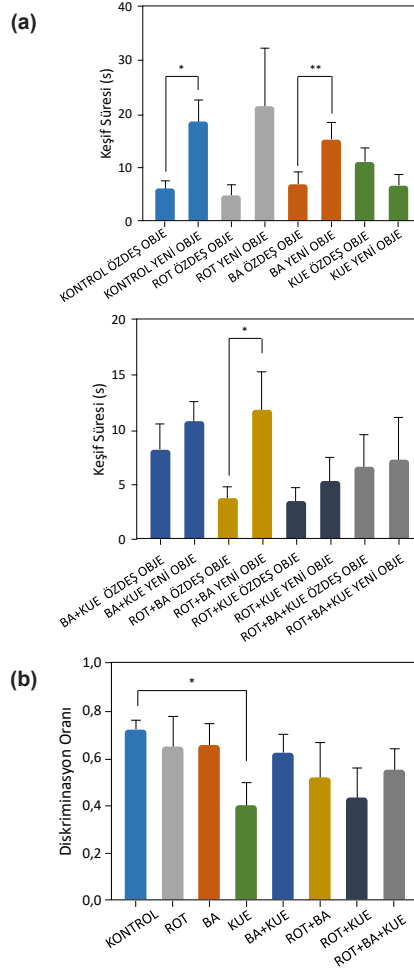 (a)
Keşif Süresi (s)
40
30
20
10
0
*
**
KONTROL ÖZDEŞ OBJE
KONTROL YENİ OBJE
ROT ÖZDEŞ OBJE
ROT YENİ OBJE
BA ÖZDEŞ OBJE
BA YENİ OBJE
KUE ÖZDEŞ OBJE
KUE YENİ OBJE
Keşif Süresi (s)
20
15
10
5
0
*
BA+KUE ÖZDEŞ OBJE
BA+KUE YENİ OBJE
ROT+BA ÖZDEŞ OBJE
ROT+BA YENİ OBJE
ROT+KUE ÖZDEŞ OBJE
ROT+KUE YENİ OBJE
ROT+BA+KUE ÖZDEŞ OBJE
ROT+BA+KUE YENİ OBJE
(b)
Diskriminasyon Oranı
1,0
0,8
0,6
0,4
0,2
0,0
*
KONTROL
ROT
BA
KUE
BA+KUE
ROT+BA
ROT+KUE
ROT+BA+KUE